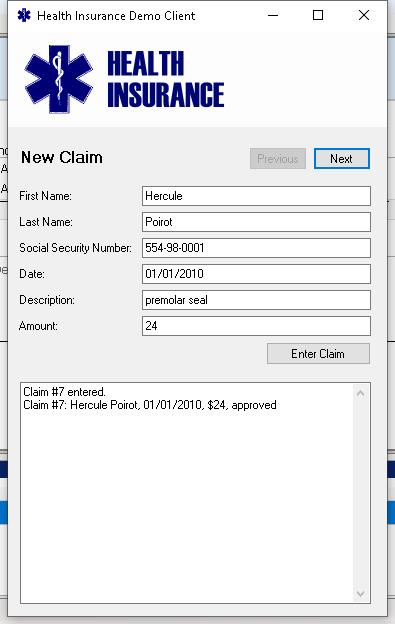 Health Insurance Demo Client
HEALTH
INSURANCE
New Claim
Previous
Next
First Name: Hercule
Last Name: Poirot
Social Security Number: 554-98-0001
Date: 01/01/2010
Description: premolar seal
Amount: 24
Enter Claim
Claim #7 entered.
Claim #7: Hercule Poirot, 01/01/2010, $24, approved